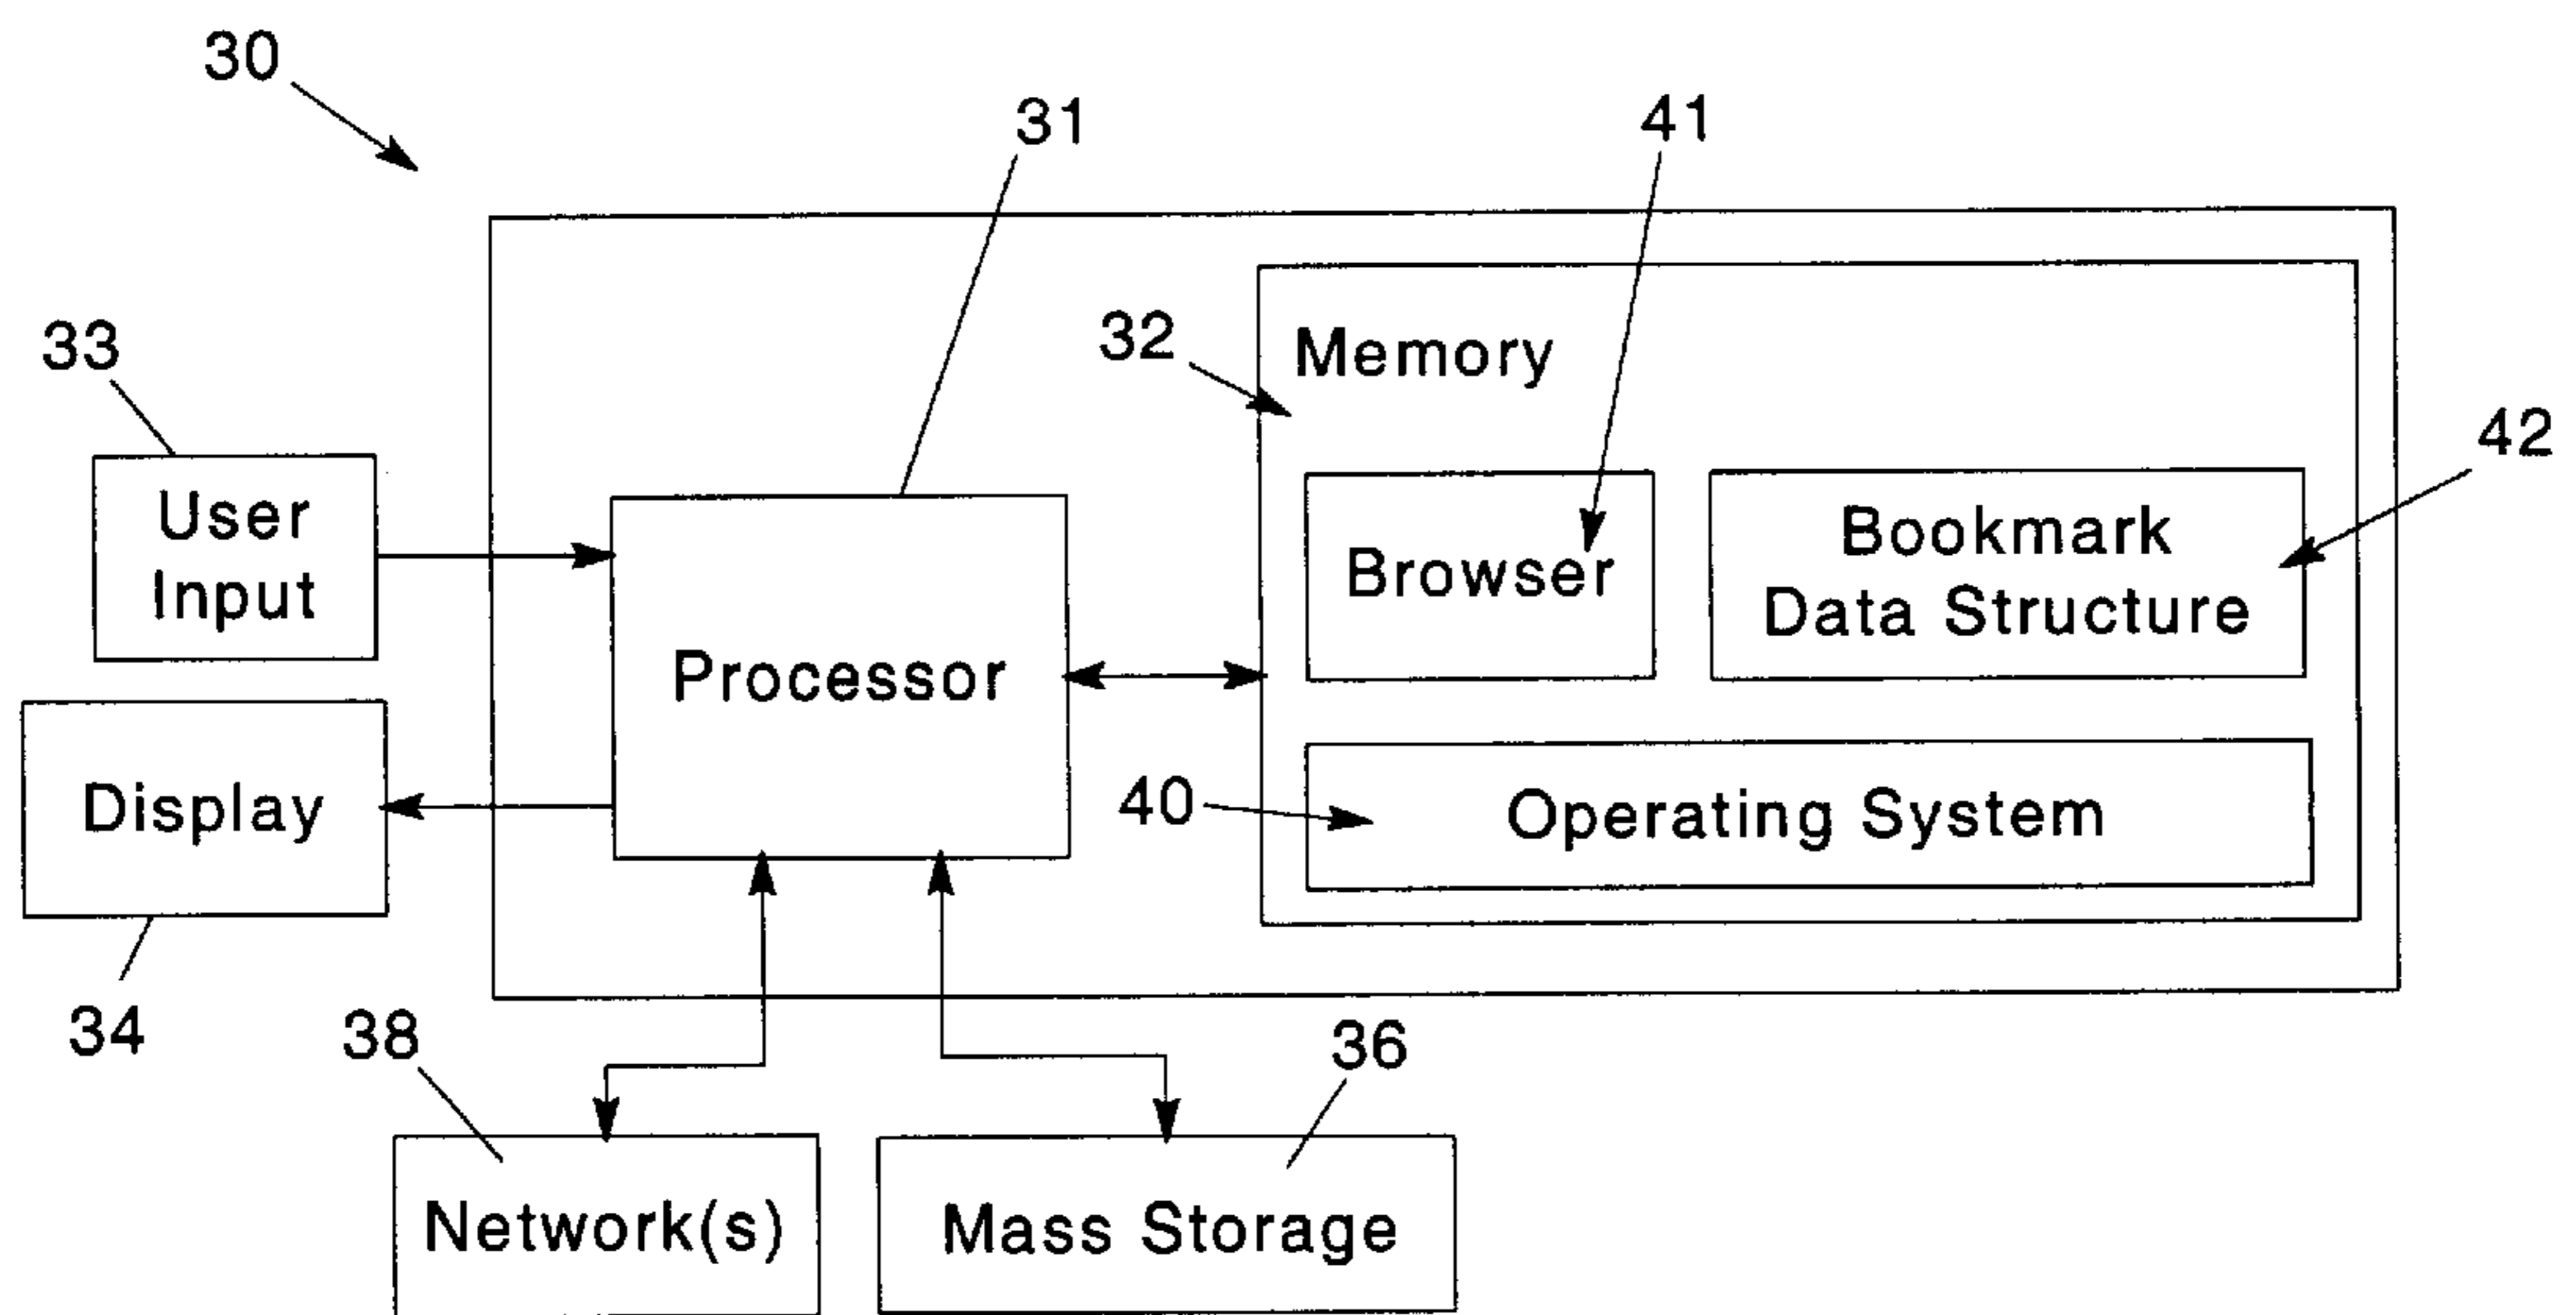 30
31
41
33
32
Memory
42
User
Input
Browser
Bookmark
Data Structure
Processor
Display
40
Operating System
34
38
36
Network(s)
Mass Storage